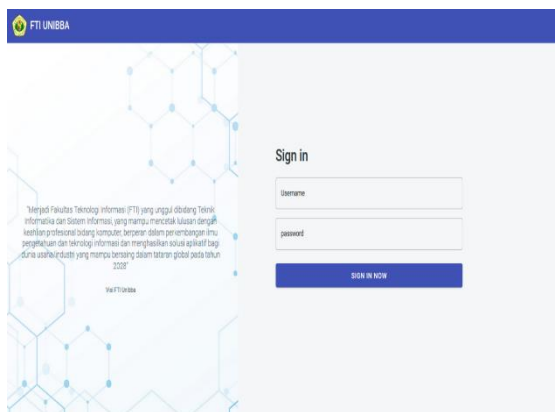 FTI UNIBBA
"Menjadi Fakultas Teknologi Informasi (FTI) yang unggul dibidang Teknik
Informatika dan Sistem Informasi, yang mampu mencetak lulusan dengan
keahlian profesional bidang komputer, berperan dalam perkembangan ilmu
pengetahuan dan teknologi informasi dan menghasilkan solusi aplikatif bagi
dunia usaha/industri yang mampu bersaing dalam tataran global pada tahun
2028"
Visi FTI Unibba
Sign in
Username
password
SIGN IN NOW